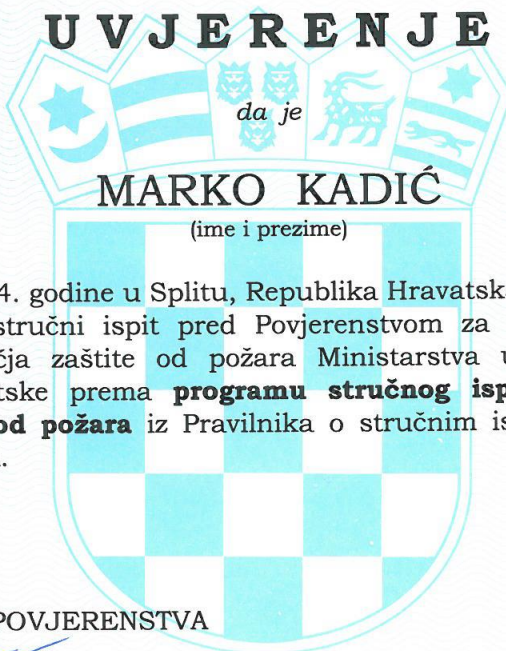 UVJERENJE
da je
MARKO KADIĆ
(ime i prezime)
4. godine u Splitu, Republika Hravatsk
stručni ispit pred Povjerenstvom za
čja zaštite od požara Ministarstva u
tske prema programu stručnog isp
od požara iz Pravilnika o stručnim is
POVJERENSTVA